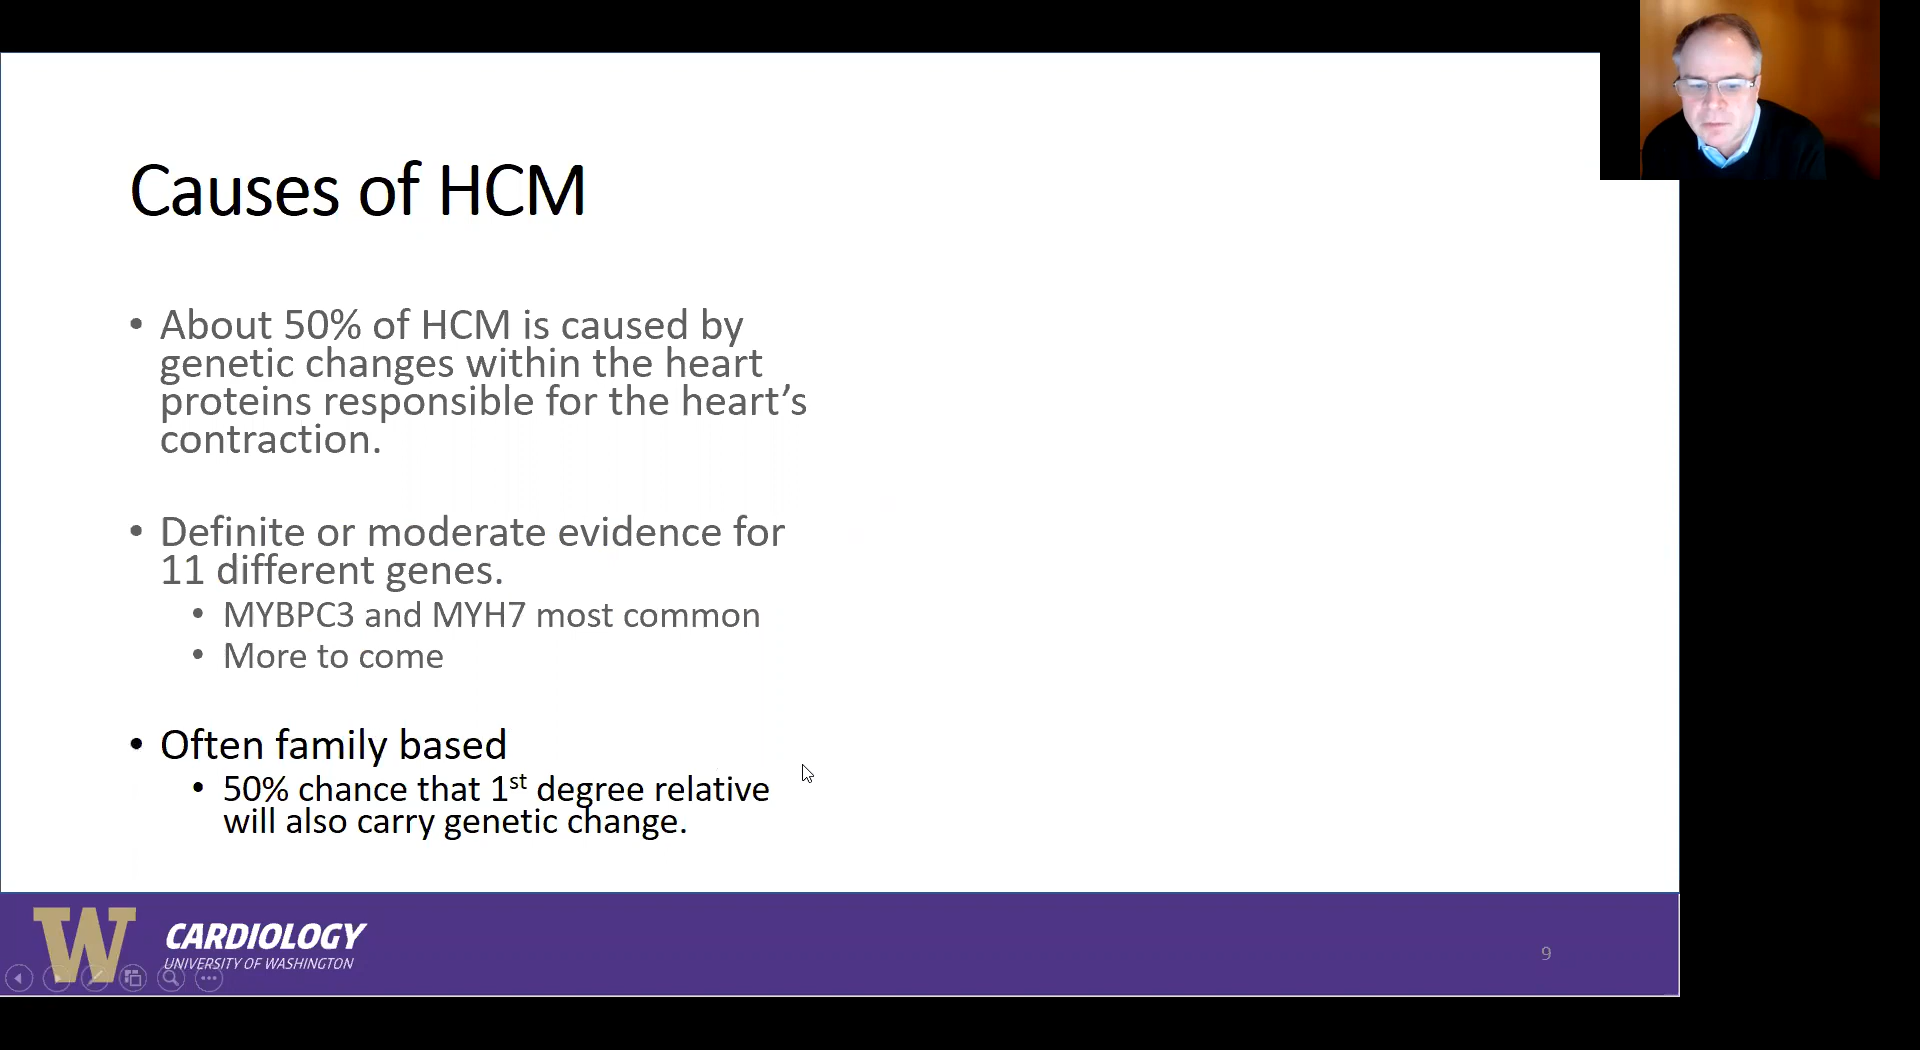 Causes of HCM
• About 50% of HCM is caused by
genetic changes within the heart
proteins responsible for the heart’s
contraction.
• Definite or moderate evidence for
11 different genes.
• MYBPC3 and MYH7 most common
• More to come
• Often family based
• 50% chance that 1st degree relative
will also carry genetic change.
W
CARDIOLOGY
UNIVERSITY OF WASHINGTON
9